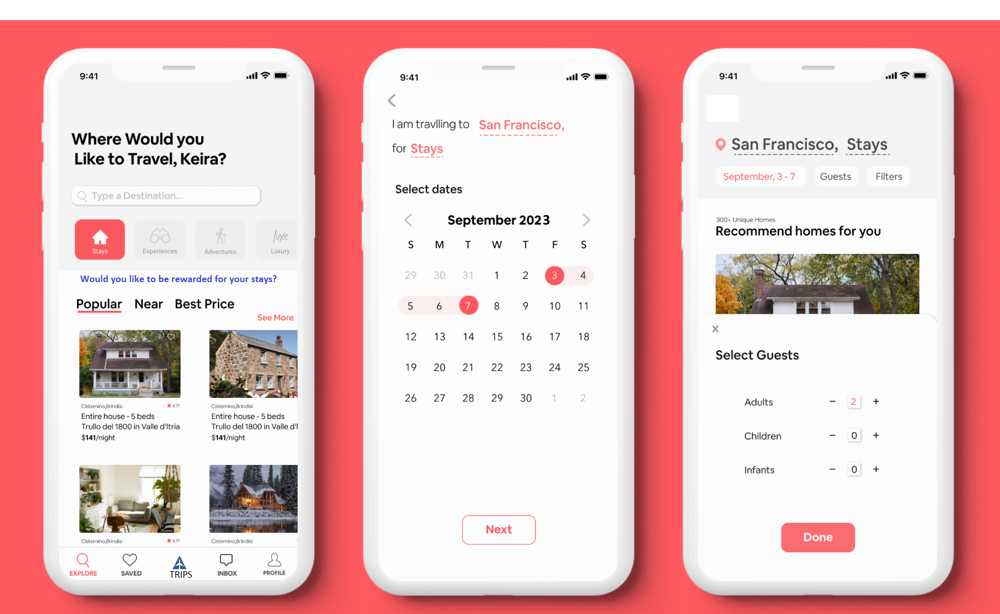 9:41
Where Would you
Like to Travel, Keira?
Type a Destination...
Stays
Experiences
Adventures
luxe
Luxury
Would you like to be rewarded for your stays?
Popular Near Best Price
See More
Cisternino,Brindisi 4.71
Entire house - 5 beds
Trullo del 1800 in Valle d'Itria
$141/night
Cisternino,Brindisi
Entire house - 5 beds
Trullo del 1800 in Valle d'I
$141/night
Cisternino,Brindisi 4.71
Cisternino,Brindisi
EXPLORE SAVED TRIPS INBOX PROFILE
9:41
I am travlling to San Francisco,
for Stays
Select dates
September 2023
S M T W T F S
29 30 31 1 2 3 4
5 6 7 8 9 10 11
12 13 14 15 16 17 18
19 20 21 22 23 24 25
26 27 28 29 30 1 2
Next
9:41
San Francisco, Stays
September, 3 - 7 Guests Filters
300+ Unique Homes
Recommend homes for you
Select Guests
Adults - 2 +
Children - 0 +
Infants - 0 +
Done